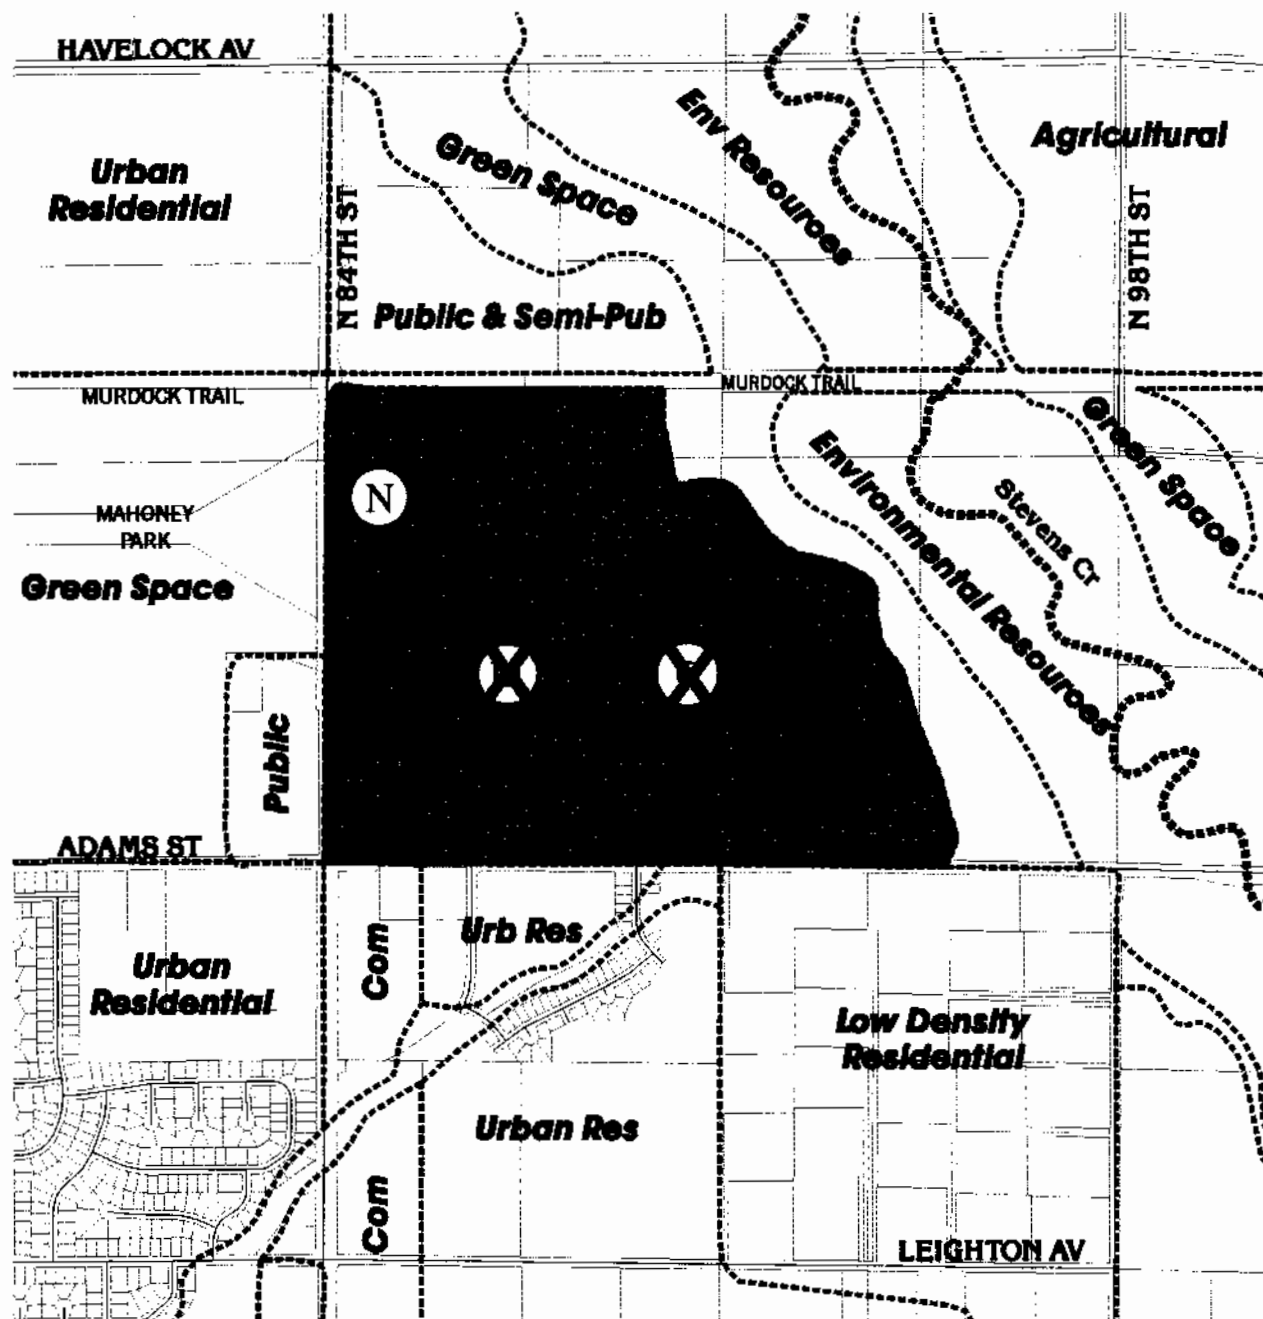 HAVELOCK AV
Agricultural
Env Resources
Green Space
Urban
Residential
N 84TH ST
N 98TH ST
Public & Semi-Pub
MURDOCK TRAIL
MURDOCK TRAIL
Green Space
Environmental Resources
Stevens Cr
N
MAHONEY
PARK
Green Space
Public
ADAMS ST
Com
Urb Res
Urban
Residential
Low Density
Residential
Urban Res
Com
LEIGHTON AV